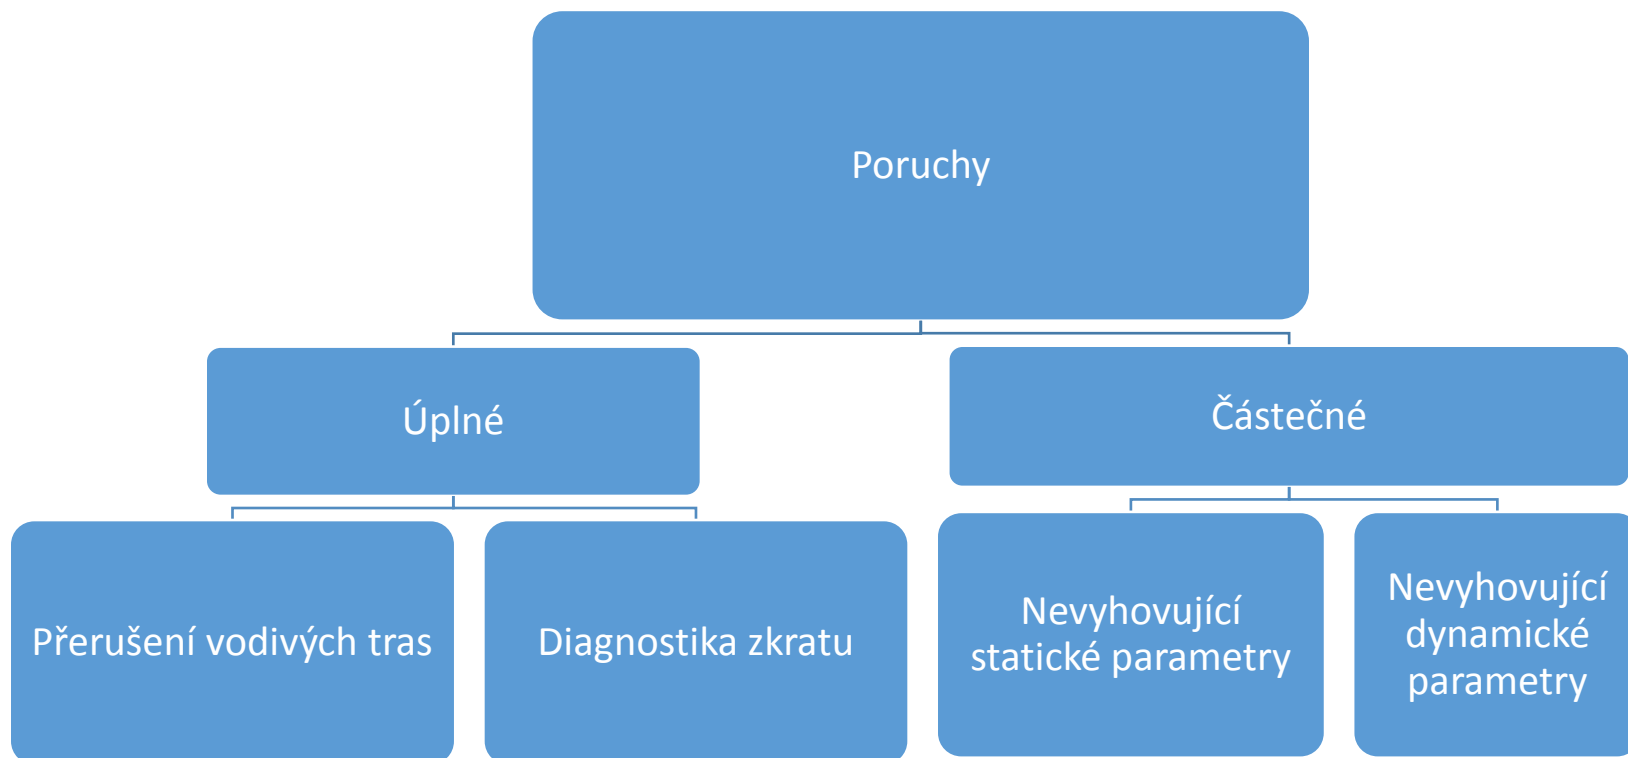 Poruchy
Úplné
Částečné
Přerušení vodivých tras
Diagnostika zkratu
Nevyhovující
statické parametry
Nevyhovující
dynamické
parametry